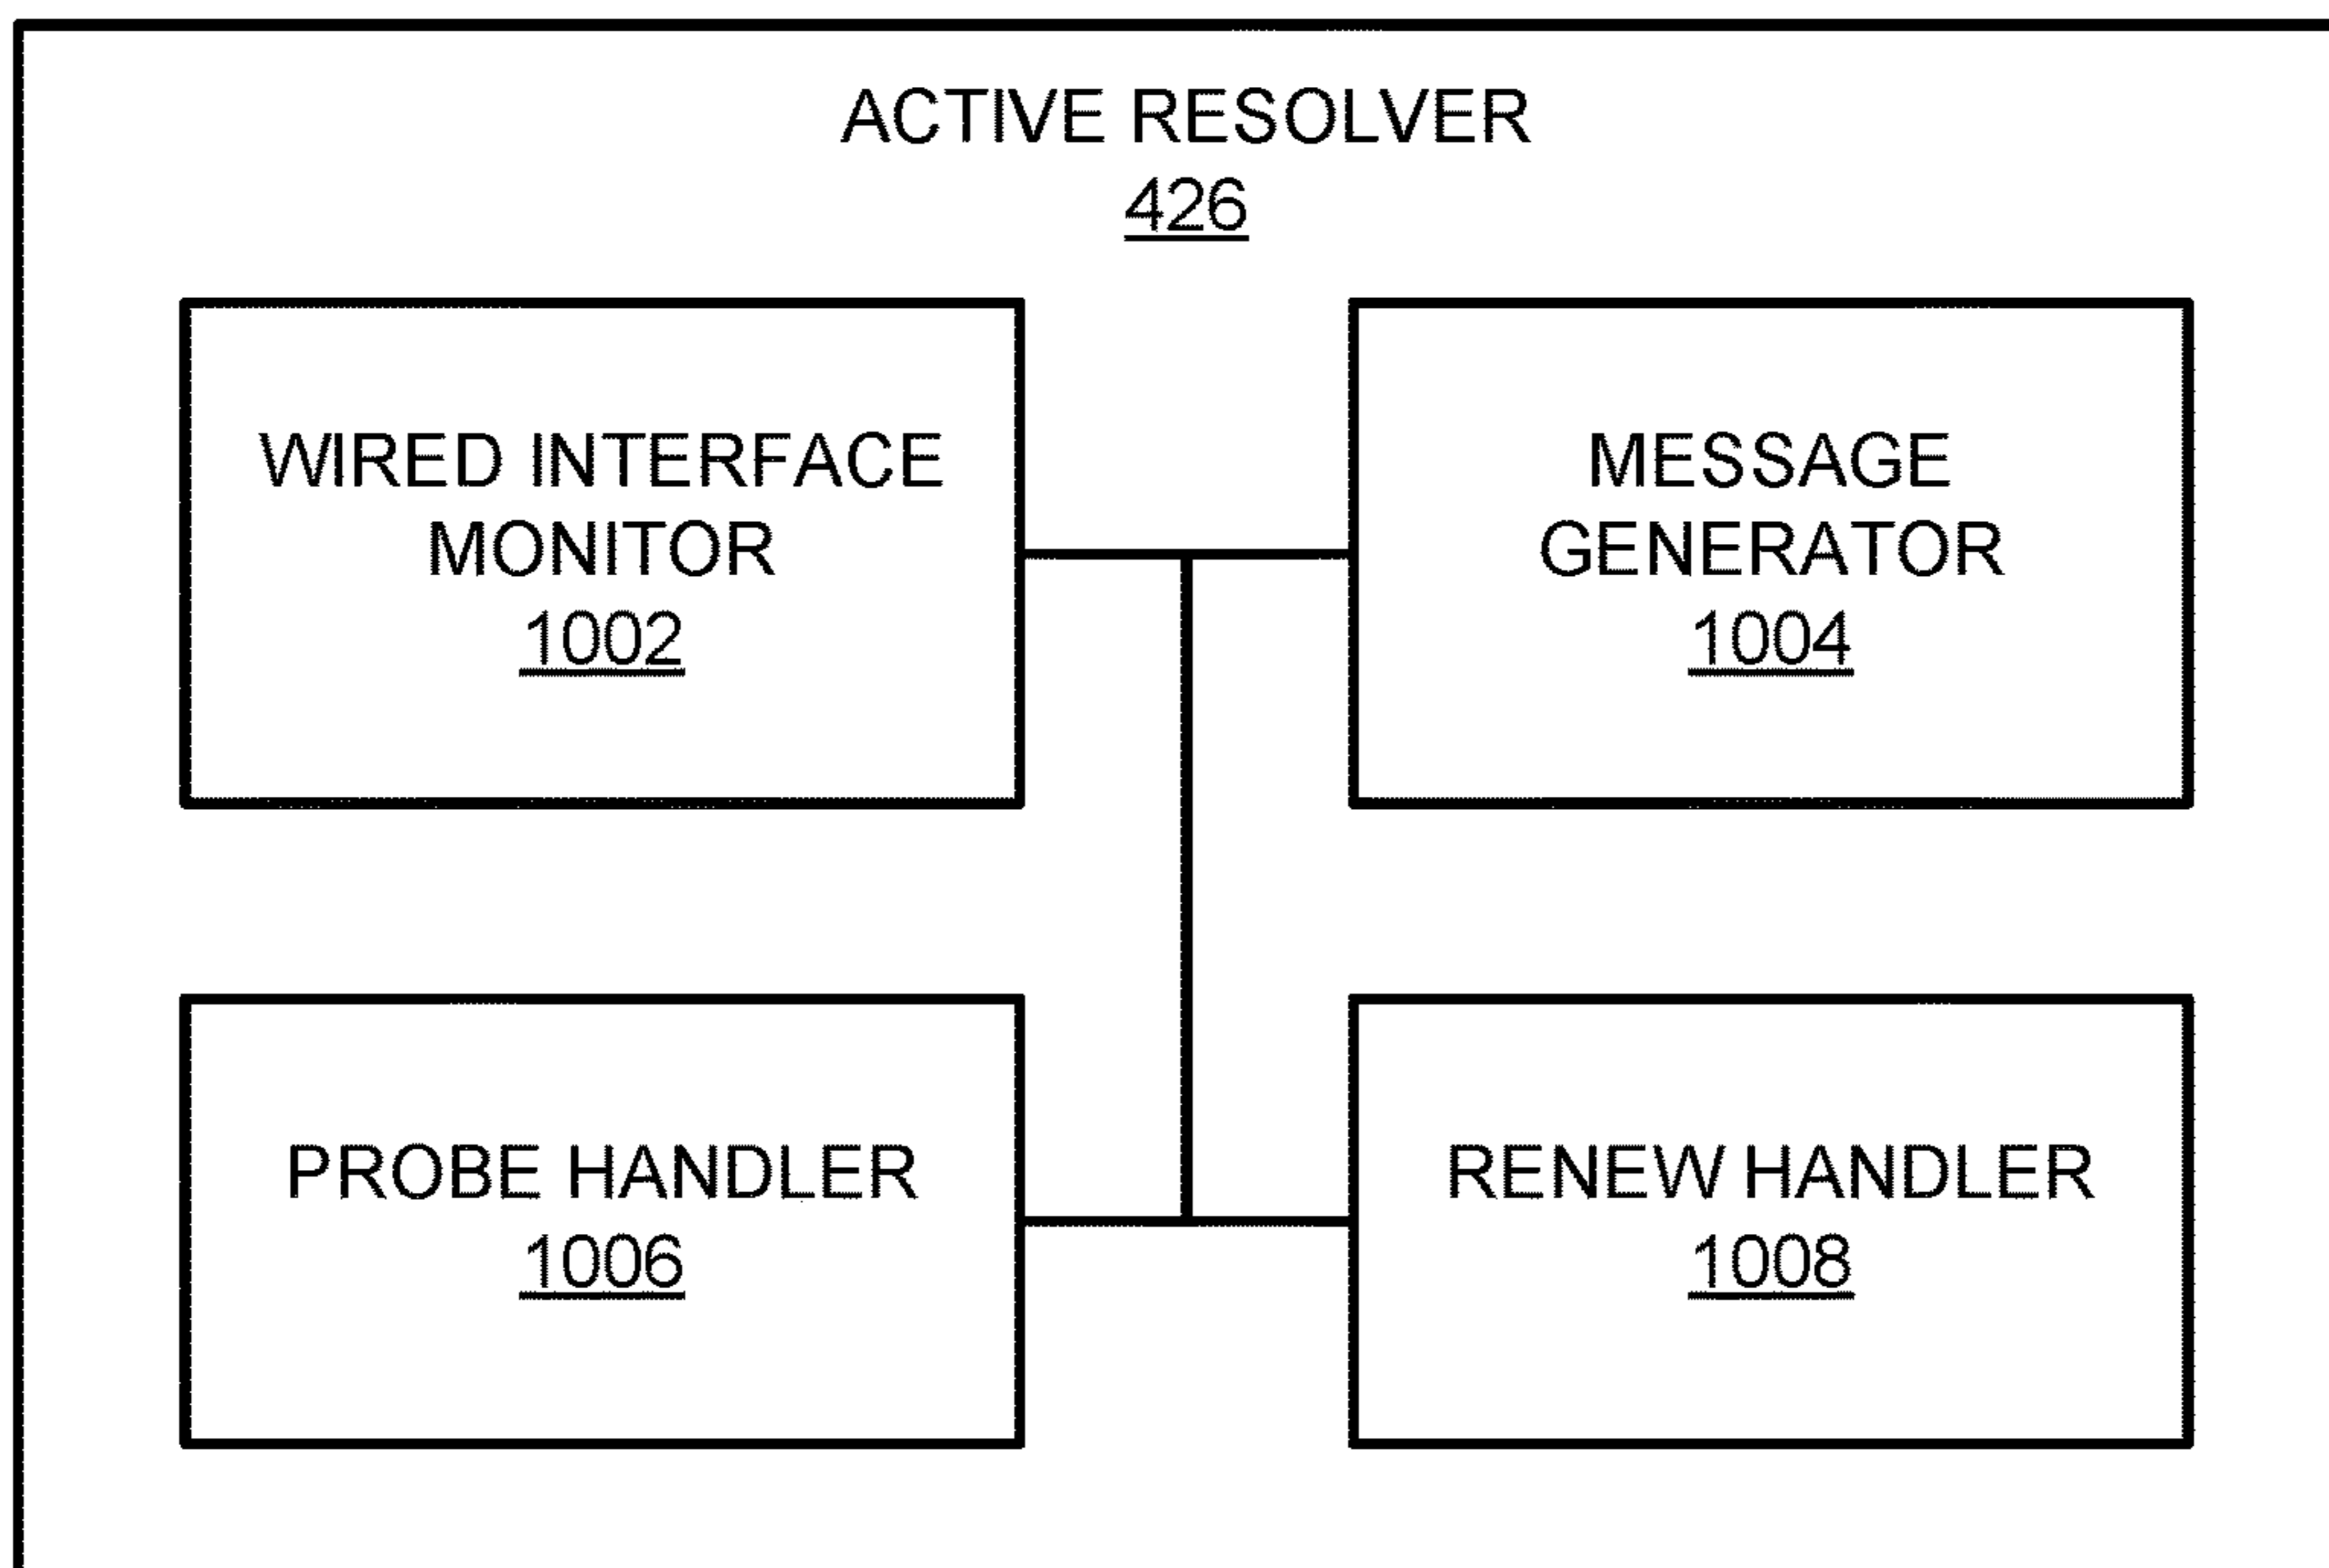 ACTIVE RESOLVER
426
WIRED INTERFACE
MONITOR
1002
MESSAGE
GENERATOR
1004
PROBE HANDLER
1006
RENEW HANDLER
1008